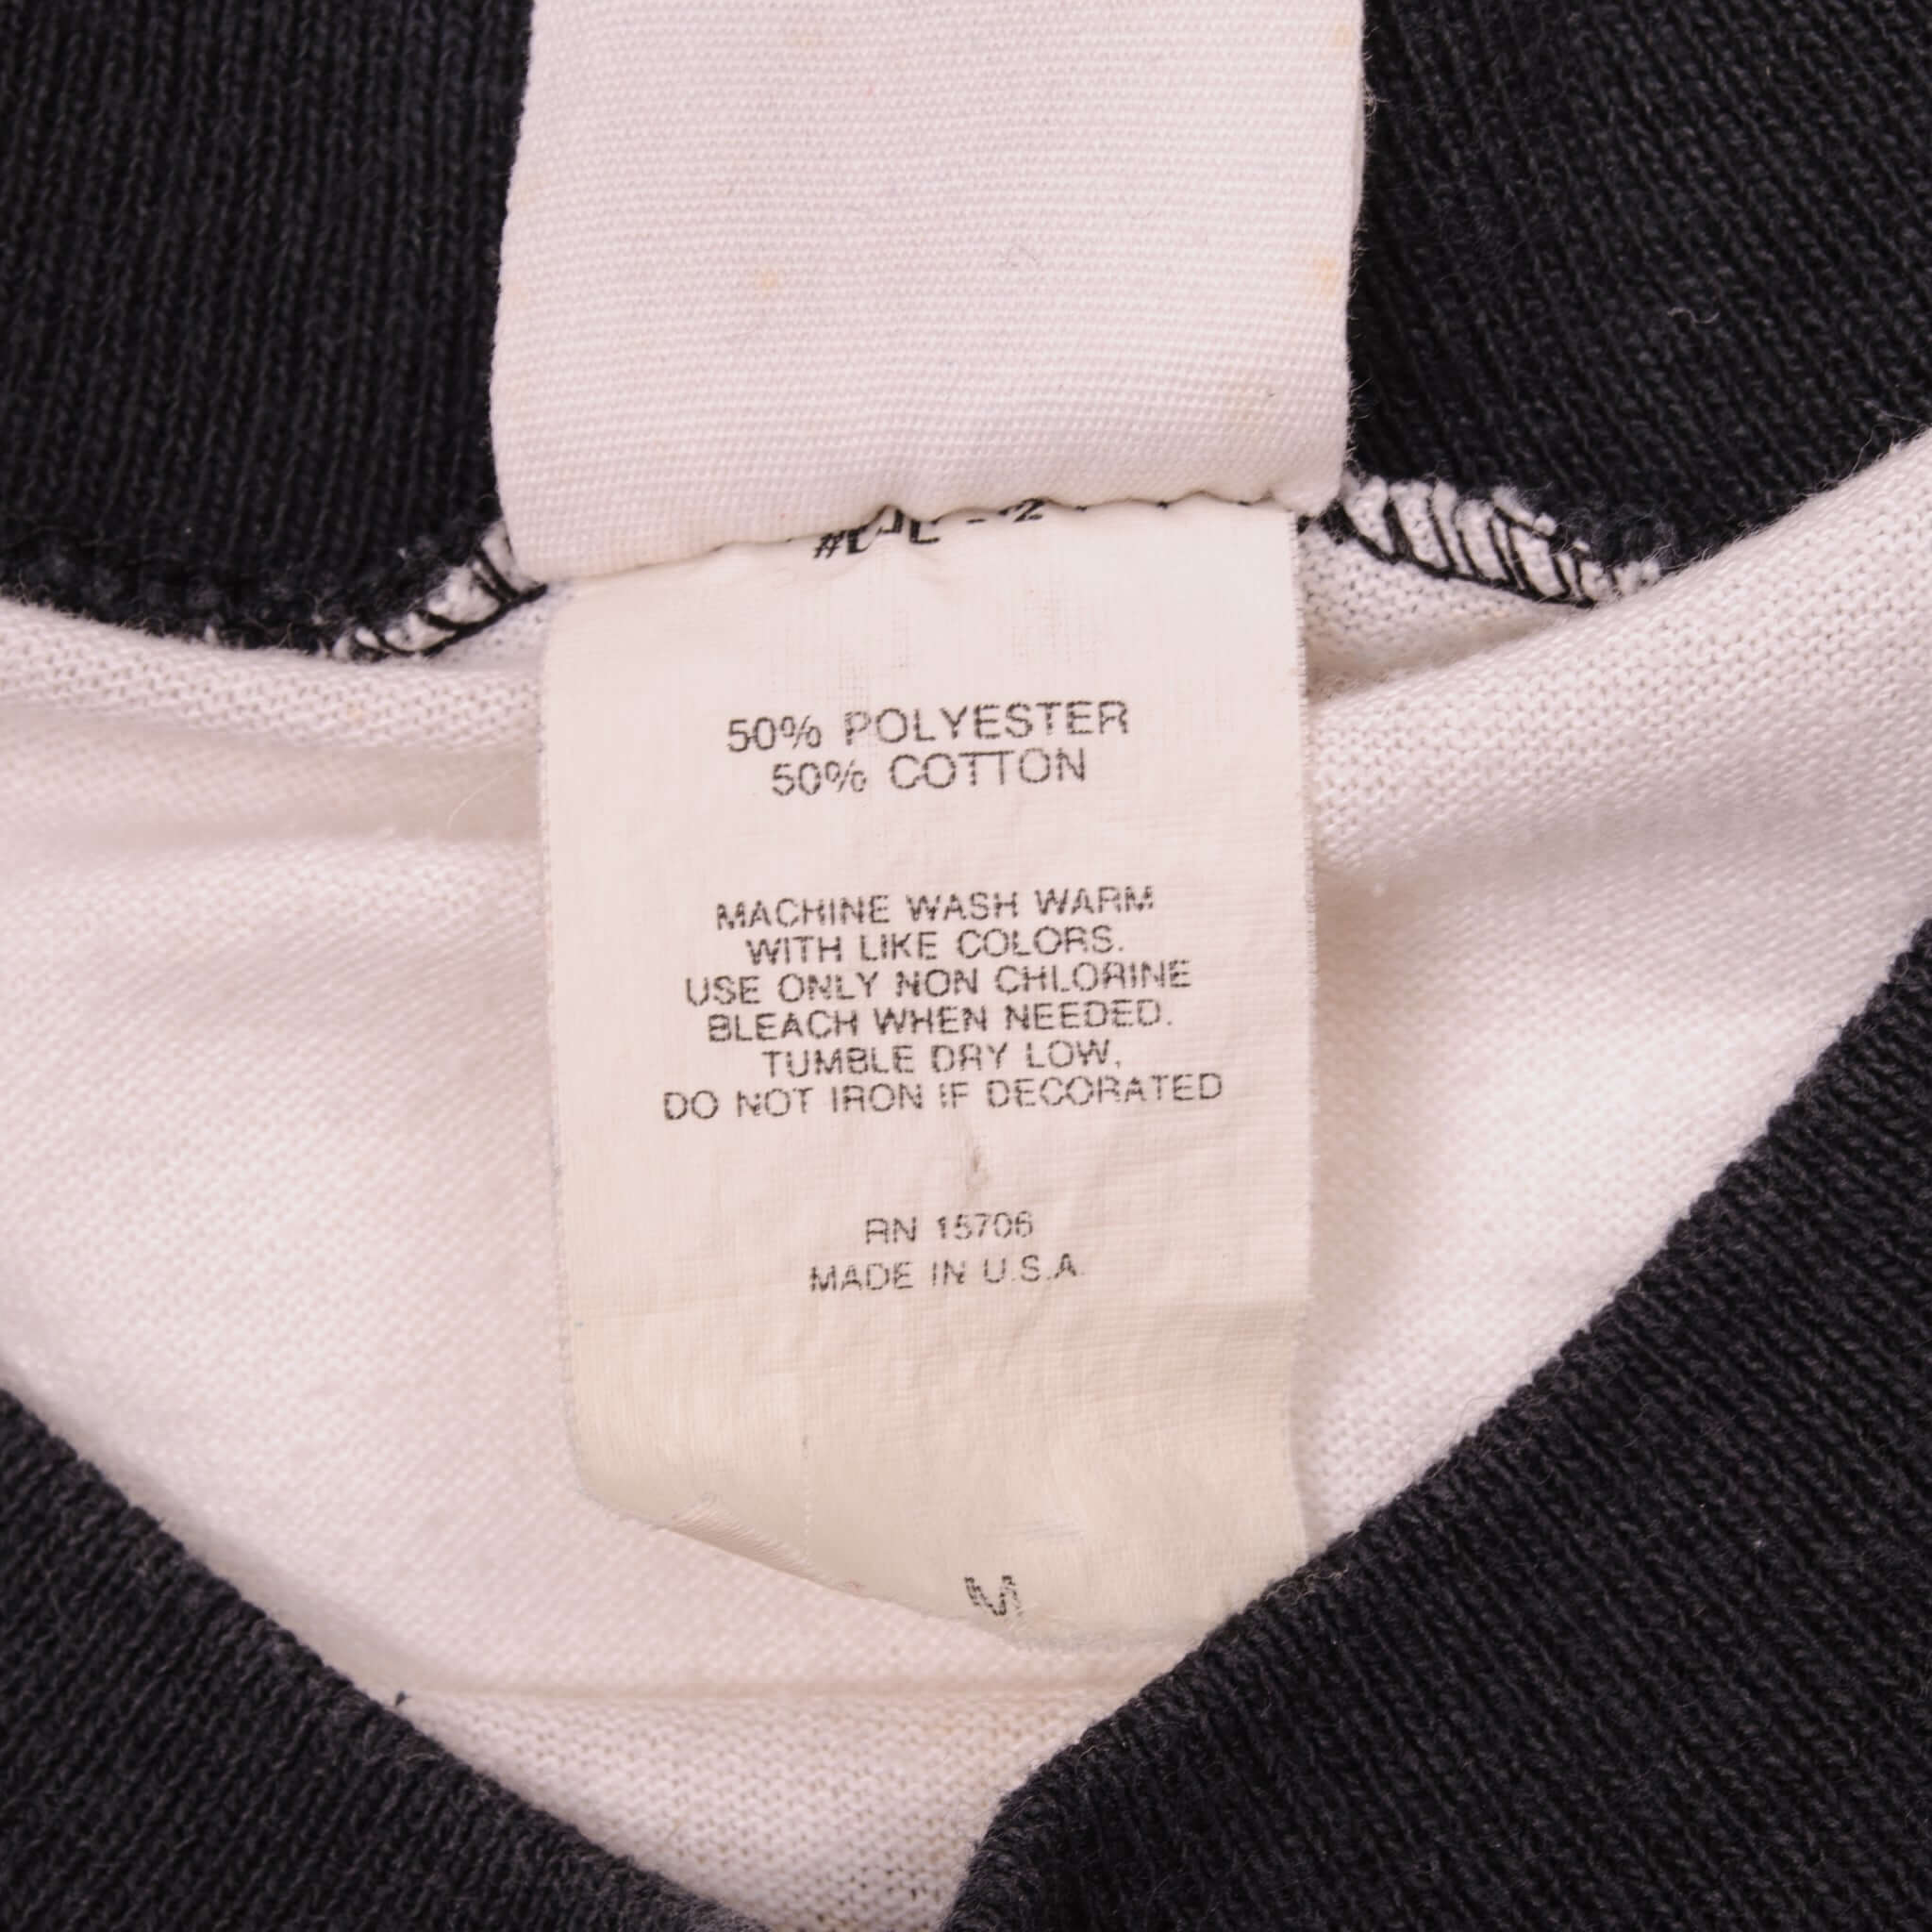 50% POLYESTER
50% COTTON
MACHINE WASH WARM
WITH LIKE COLORS.
USE ONLY NON CHLORINE
BLEACH WHEN NEEDED.
TUMBLE DRY LOW,
DO NOT IRON IF DECORATED
RN 15706
MADE IN U.S.A.
M